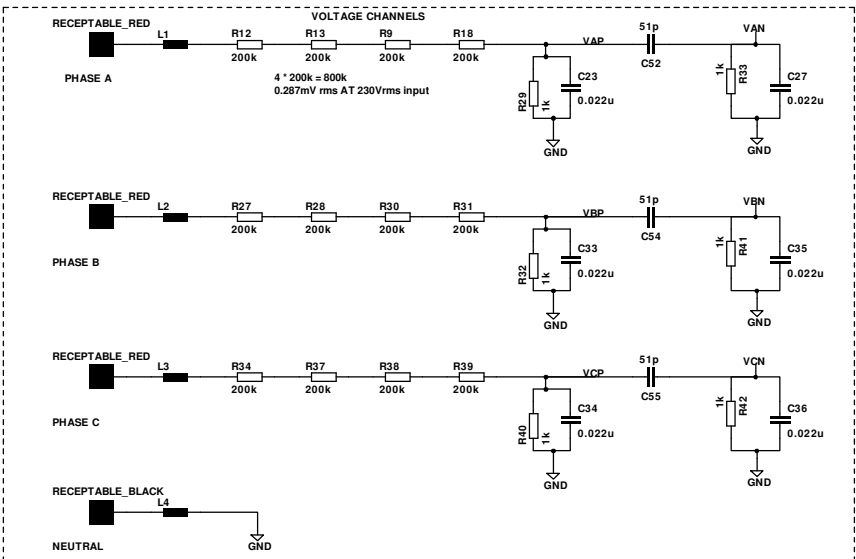 VOLTAGE CHANNELS
RECEPTABLE_RED
L1
R12
R13
R9
R18
VAP
51p
VAN
200k
200k
200k
200k
C52
PHASE A
4 * 200k = 800k
0.287mV rms AT 230Vrms input
R29
1k
C23
0.022u
1k
R33
C27
0.022u
GND
GND
RECEPTABLE_RED
L2
R27
R28
R30
R31
VBP
51p
VBN
200k
200k
200k
200k
C54
PHASE B
R32
1k
C33
0.022u
1k
R41
C35
0.022u
GND
GND
RECEPTABLE_RED
L3
R34
R37
R38
R39
VCP
51p
VCN
200k
200k
200k
200k
C55
PHASE C
R40
1k
C34
0.022u
1k
R42
C36
0.022u
GND
GND
RECEPTABLE_BLACK
L4
NEUTRAL
GND